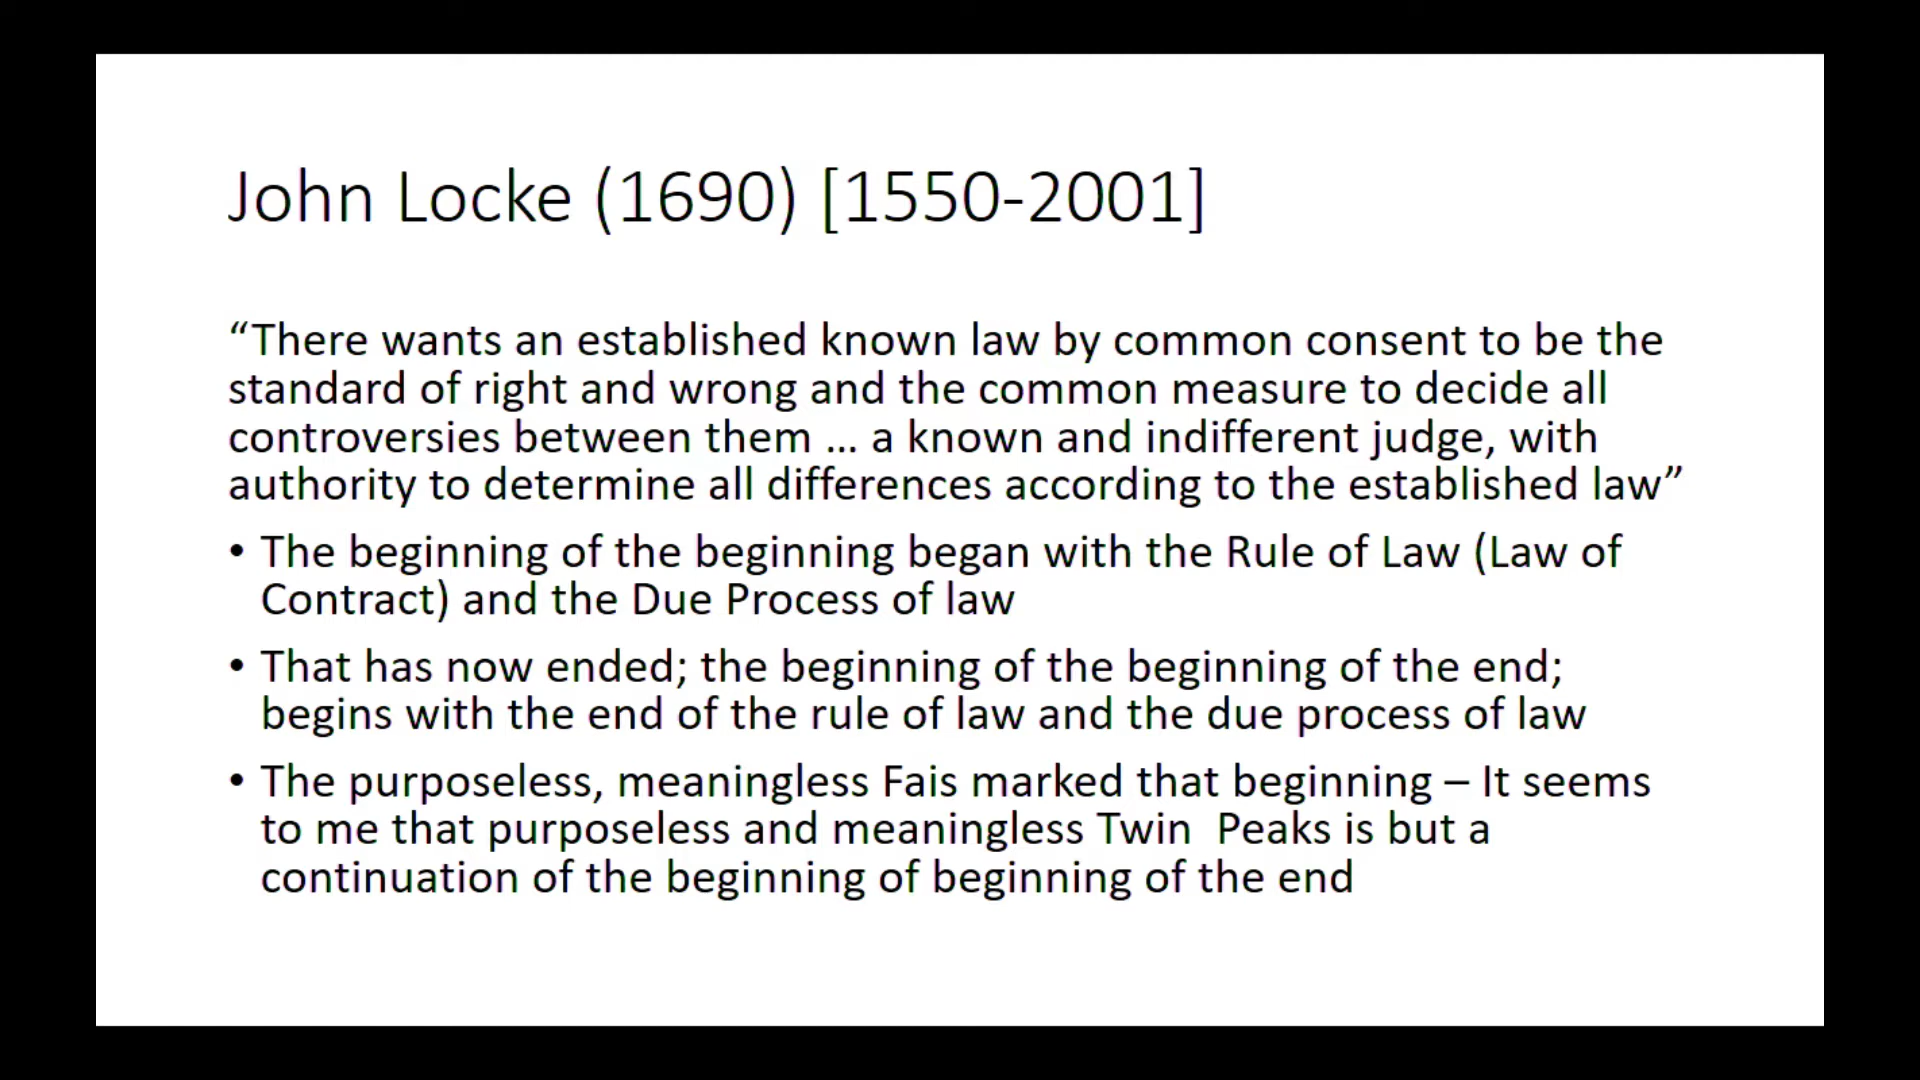 John Locke (1690) [1550-2001]
“There wants an established known law by common consent to be the
standard of right and wrong and the common measure to decide all
controversies between them ... a known and indifferent judge, with
authority to determine all differences according to the established law”
• The beginning of the beginning began with the Rule of Law (Law of
Contract) and the Due Process of law
• That has now ended; the beginning of the beginning of the end;
begins with the end of the rule of law and the due process of law
• The purposeless, meaningless Fais marked that beginning – It seems
to me that purposeless and meaningless Twin  Peaks is but a
continuation of the beginning of beginning of the end